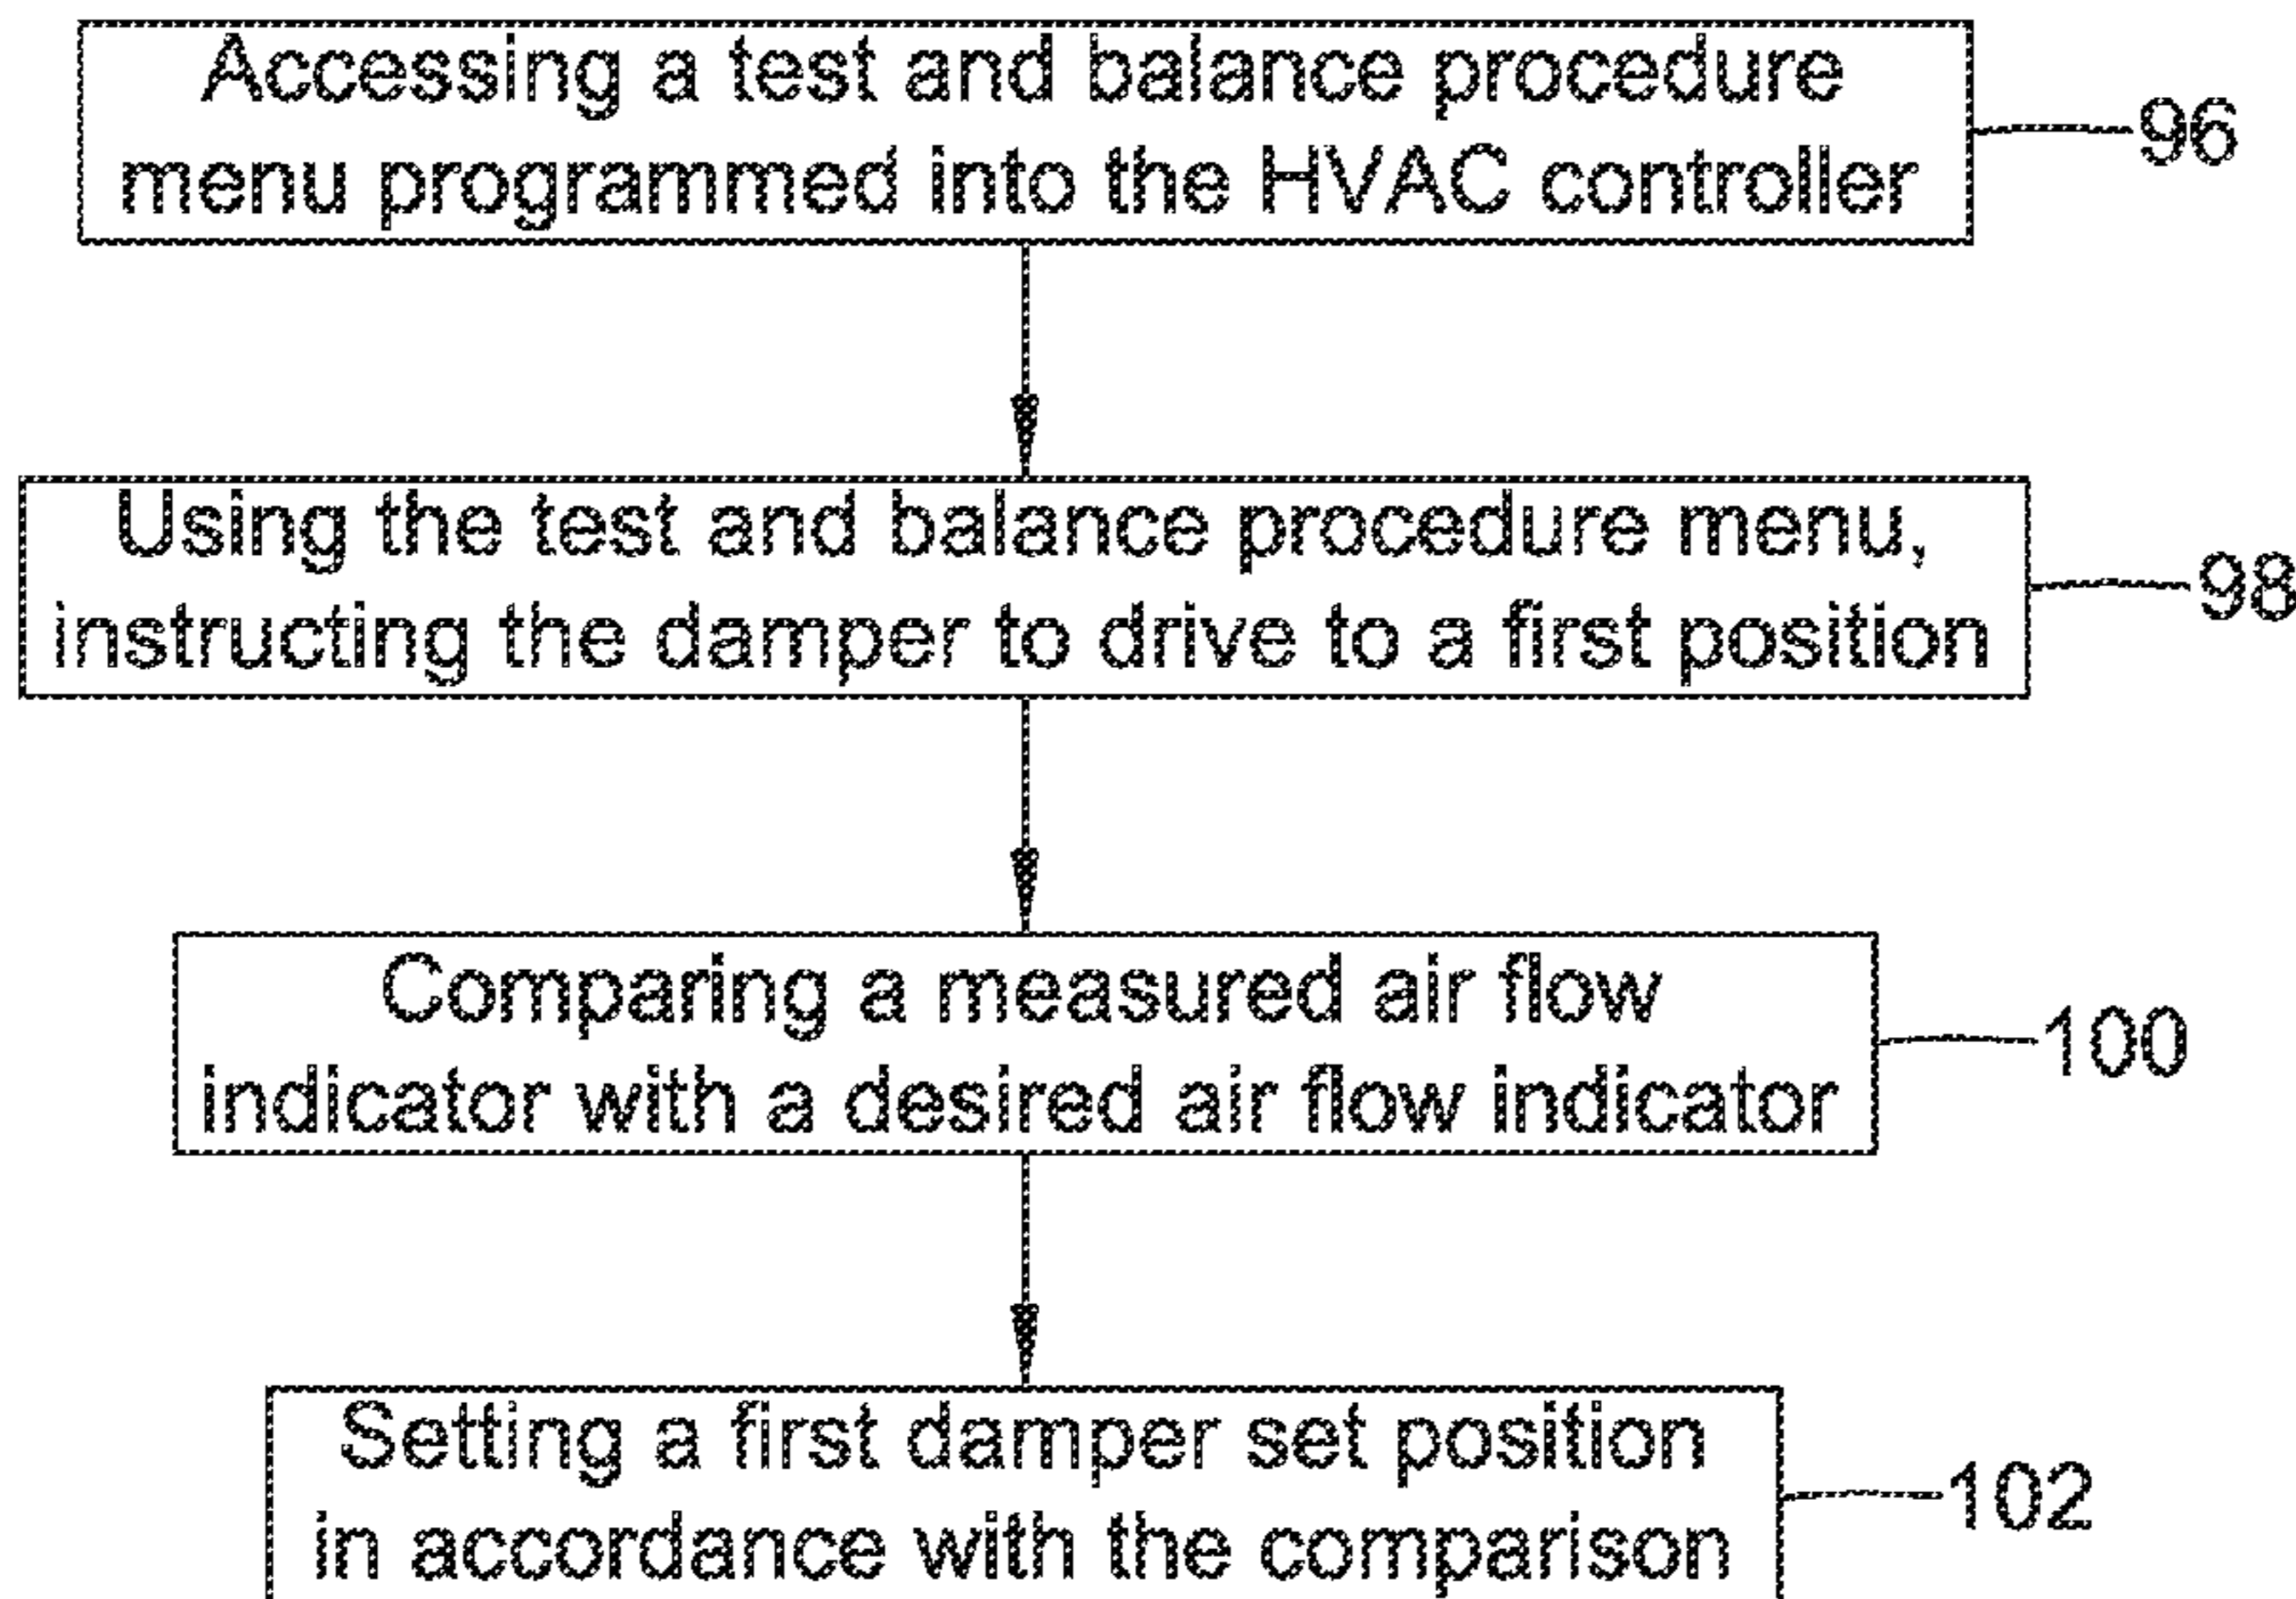 Accessing a test and balance procedure
menu programmed into the HVAC controller
96
Using the test and balance procedure menu,
instructing the damper to drive to a first position
98
Comparing a measured air flow
indicator with a desired air flow indicator
100
Setting a first damper set position
in accordance with the comparison
102